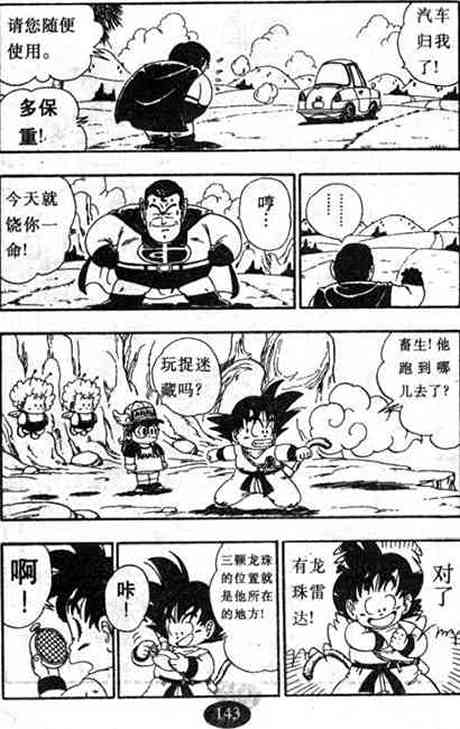 汽车
归我
了！
请您随便
使用。
多保
重！
………
哼…
今天就
饶你一
命！
畜生！他
跑到哪
儿去了？
玩捉迷
藏吗？
对了
有龙
珠雷
达！
三颗龙珠
的位置就
是他所在
的地方！
咔！
啊！
143